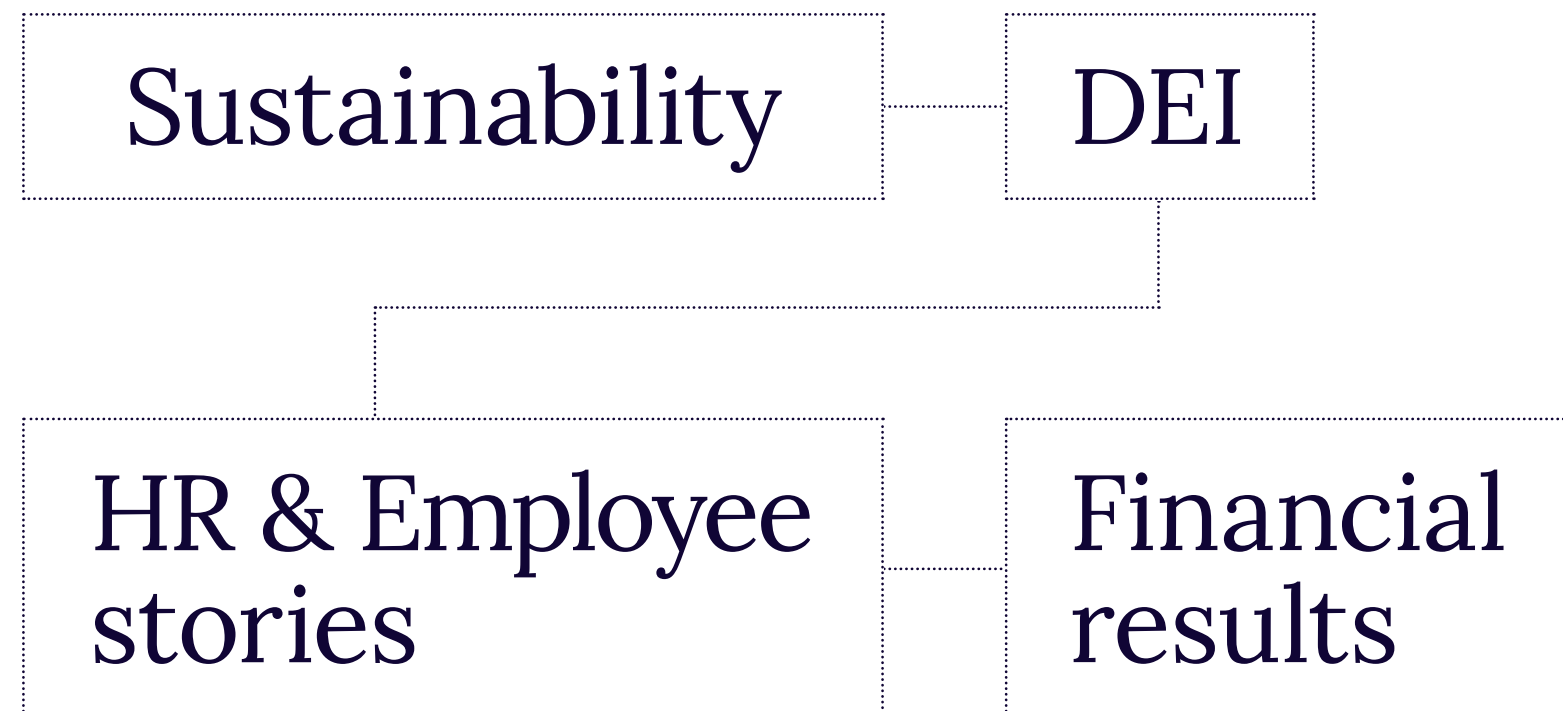 Sustainability
DEI
HR & Employee
stories
Financial
results